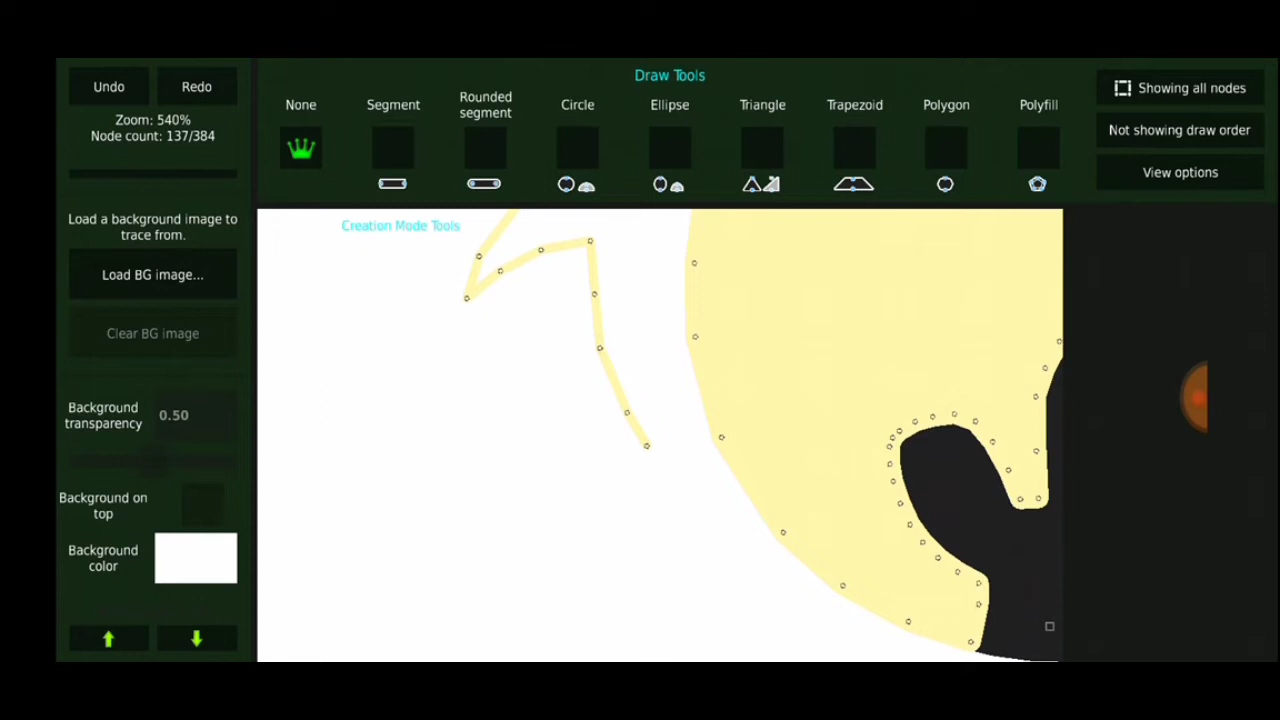 Undo
Redo
Zoom: 540%
Node count: 137/384
Load a background image to
trace from.
Load BG image...
Clear BG image
Background
transparency
0.50
Background on
top
Background
color
Draw Tools
None
Segment
Rounded
segment
Circle
Ellipse
Triangle
Trapezoid
Polygon
Polyfill
Creation Mode Tools
Showing all nodes
Not showing draw order
View options